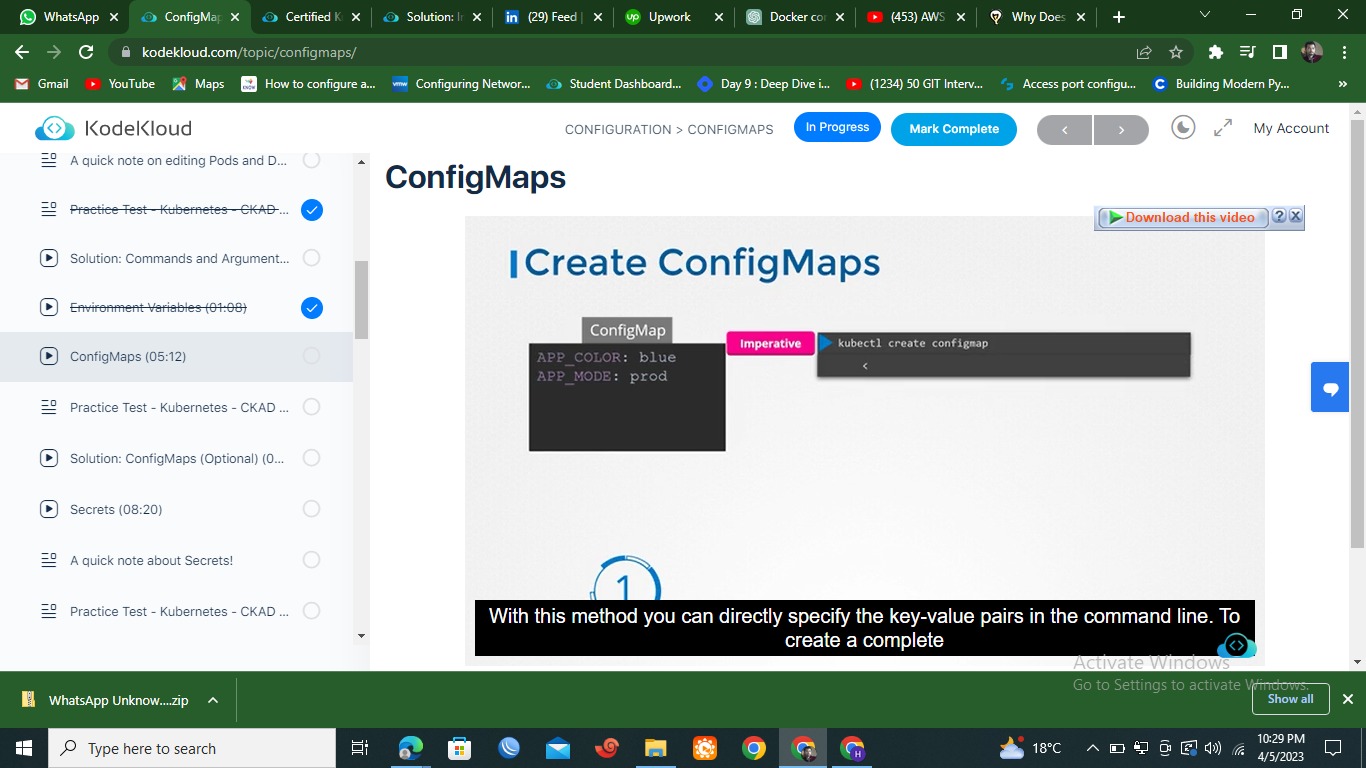 WhatsApp
ConfigMap
Certified K
Solution: I
(29) Feed |
Upwork
Docker co
(453) AWS
Why Does
kodekloud.com/topic/configmaps/
Gmail
YouTube
Maps
How to configure a...
Configuring Networ...
Student Dashboard...
Day 9 : Deep Dive i...
(1234) 50 GIT Interv...
Access port configu...
Building Modern Py...
»
KodeKloud
CONFIGURATION > CONFIGMAPS
In Progress
Mark Complete
<
>
My Account
A quick note on editing Pods and D...
Practice Test - Kubernetes - CKAD ...
Solution: Commands and Argument...
Environment Variables (01:08)
ConfigMaps (05:12)
Practice Test - Kubernetes - CKAD ...
Solution: ConfigMaps (Optional) (0...
Secrets (08:20)
A quick note about Secrets!
Practice Test - Kubernetes - CKAD ...
ConfigMaps
Download this video
? X
Create ConfigMaps
ConfigMap
APP_COLOR: blue
APP_MODE: prod
Imperative
kubectl create configmap
<
1
With this method you can directly specify the key-value pairs in the command line. To
create a complete
Activate Windows
Go to Settings to activate Windows.
WhatsApp Unknow....zip
Show all
Type here to search
18°C
10:29 PM
4/5/2023